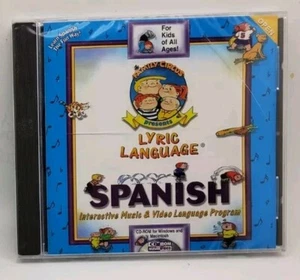 For Kids
of All
Ages!
Family Circus
presents
LYRIC
LANGUAGE®
SPANISH
Interactive Music & Video Language Program
CD-ROM for Windows and
Macintosh